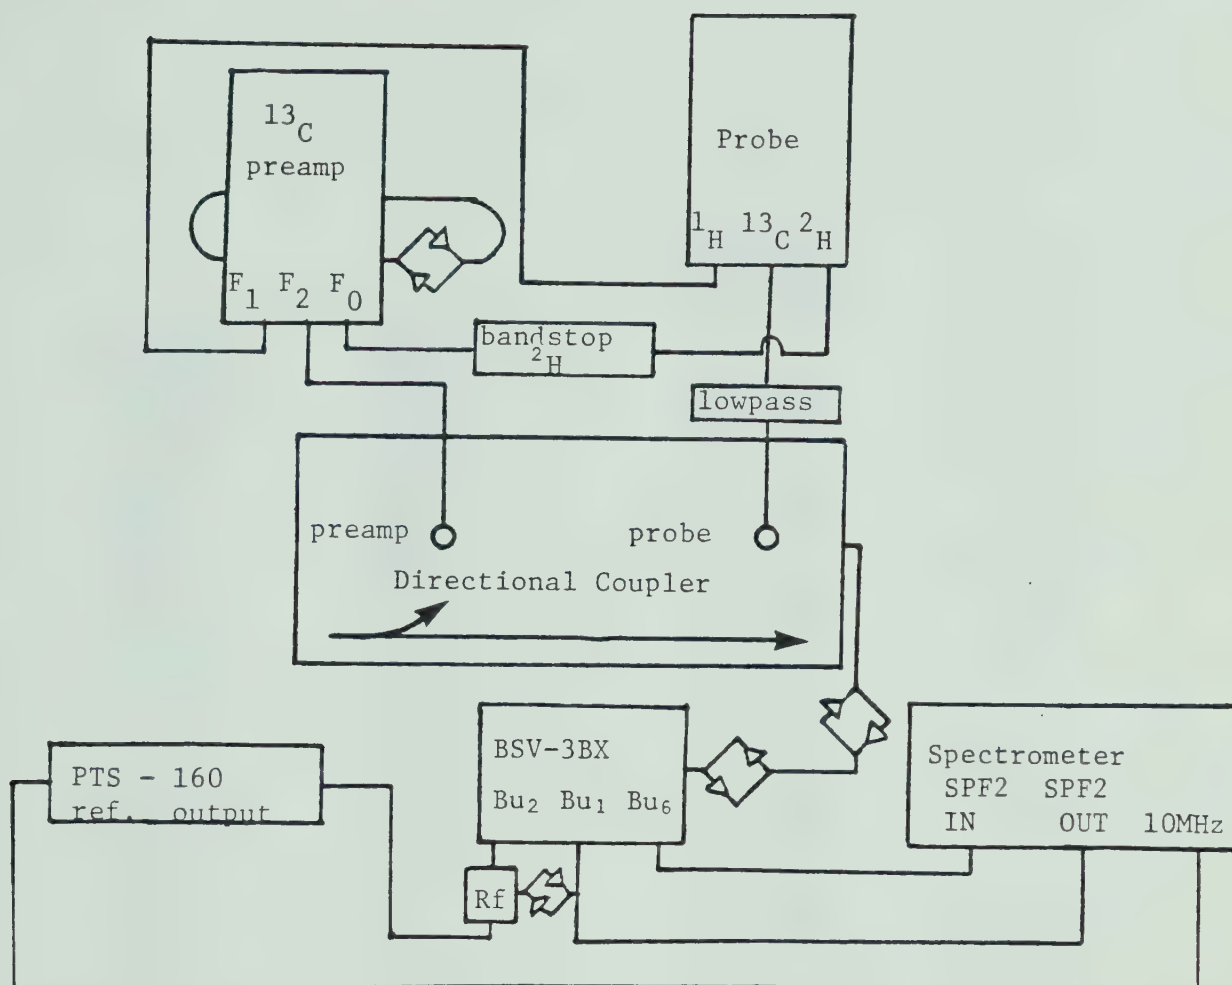 13C
preamp
F1 F2 F0
Probe
1H 13C 2H
bandstop
2H
lowpass
preamp
probe
Directional Coupler
BSV-3BX
Bu2 Bu1 Bu6
Rf
PTS - 160
ref. output
Spectrometer
SPF2 SPF2
IN OUT 10MHz